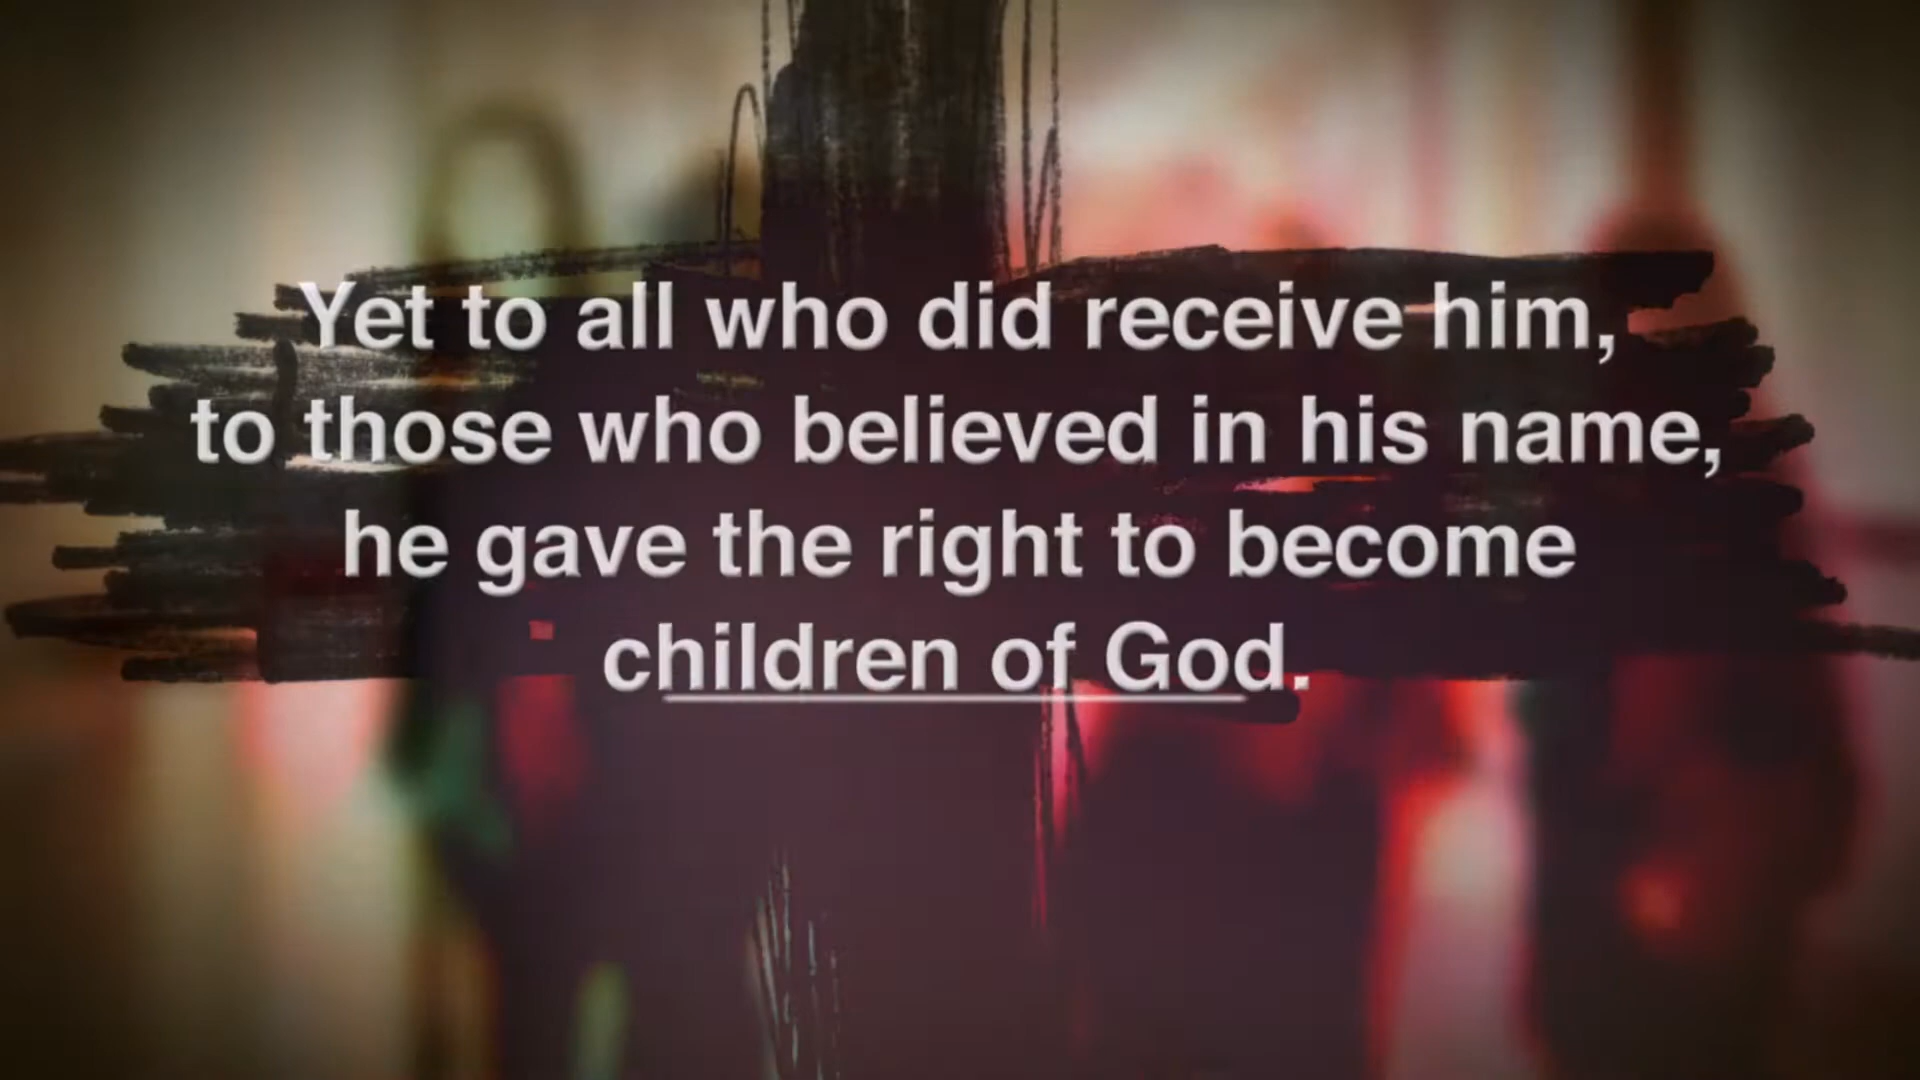 Yet to all who did receive him,
to those who believed in his name,
he gave the right to become
children of God.